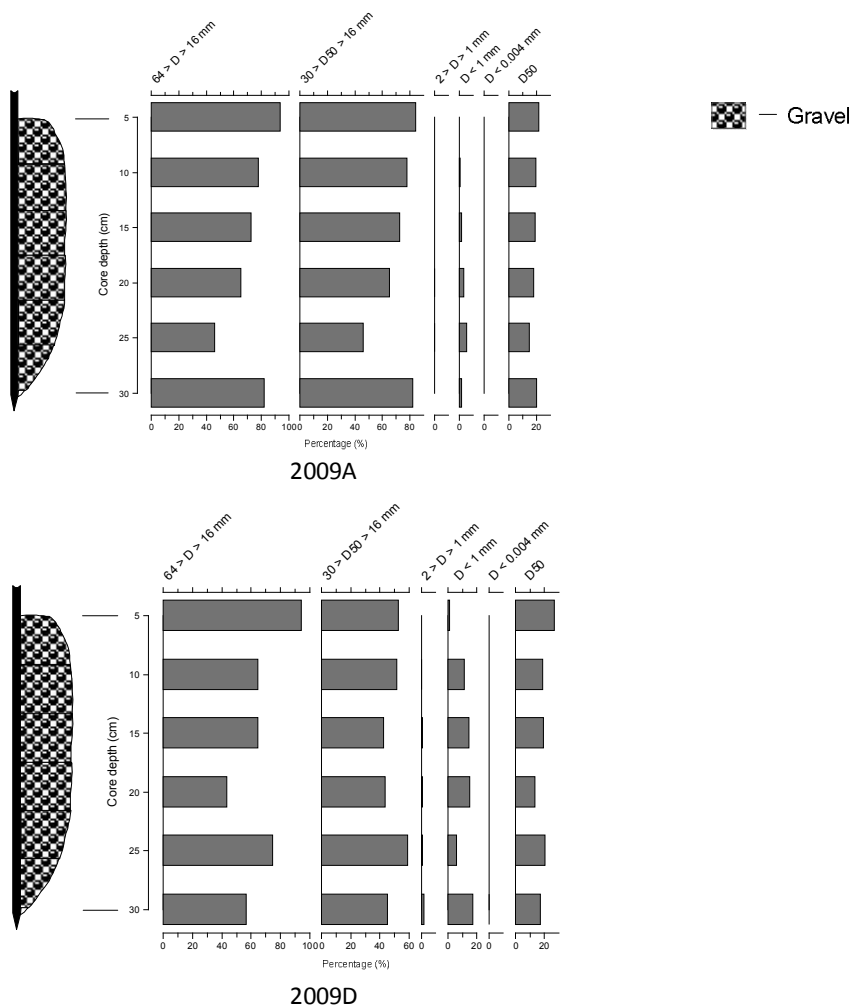 64 > D > 16 mm
30 > D50 > 16 mm
2 > D > 1 mm
D < 1 mm
D < 0.004 mm
D50
Gravel
Core depth (cm)
5
10
15
20
25
30
0 20 40 60 80 100
0 20 40 60 80
0
0
0
0 20
Percentage (%)
2009A
64 > D > 16 mm
30 > D50 > 16 mm
2 > D > 1 mm
D < 1 mm
D < 0.004 mm
D50
Core depth (cm)
5
10
15
20
25
30
0 20 40 60 80 100
0 20 40 60
0
0 20
0
0 20
Percentage (%)
2009D